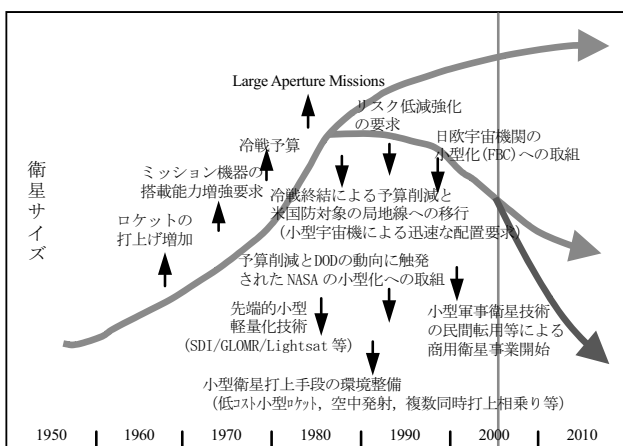 Large Aperture Missions
リスク低減強化
の要求
日欧宇宙機関の
小型化(FBC)への取組
冷戦予算
ミッション機器の
搭載能力増強要求
衛星サイズ
ロケットの
打上げ増加
冷戦終結による予算削減と
米国防対象の局地線への移行
(小型宇宙機による迅速な配置要求)
予算削減とDODの動向に触発
された NASA の小型化への取組
先端的小型
軽量化技術
(SDI/GLOMR/Lightsat 等)
小型軍事衛星技術
の民間転用等による
商用衛星事業開始
小型衛星打上手段の環境整備
(低コスト小型ロケット, 空中発射, 複数同時打上相乗り等)
1950 1960 1970 1980 1990 2000 2010